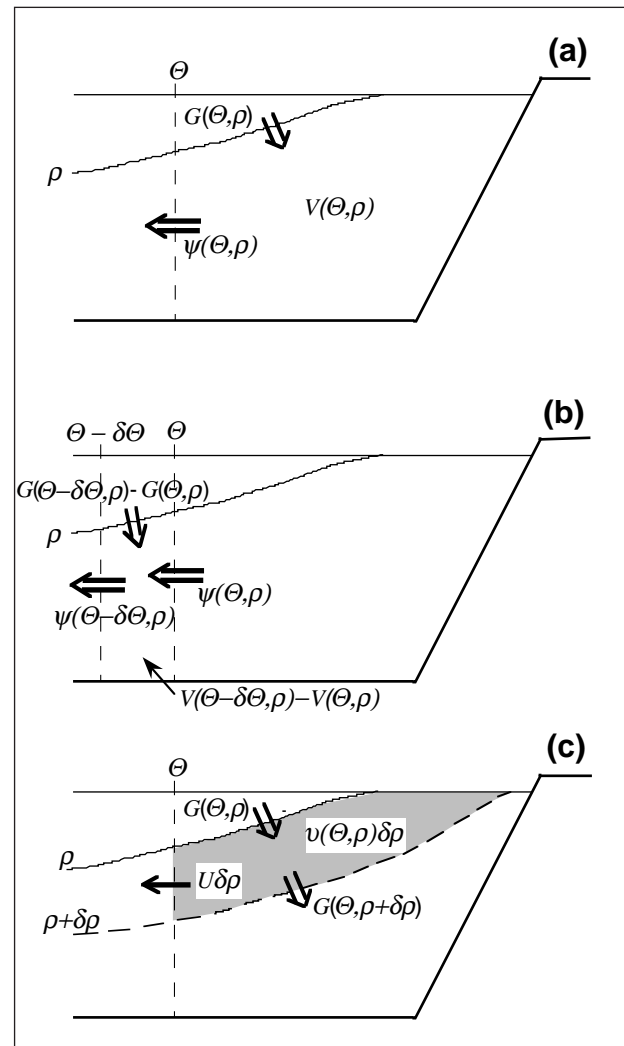 (a)
Θ
G(Θ,ρ)
ρ
V(Θ,ρ)
ψ(Θ,ρ)
(b)
Θ − δΘ Θ
G(Θ−δΘ,ρ)- G(Θ,ρ)
ρ
ψ(Θ,ρ)
ψ(Θ−δΘ,ρ)
V(Θ−δΘ,ρ)−V(Θ,ρ)
(c)
Θ
G(Θ,ρ)
υ(Θ,ρ)δρ
ρ
Uδρ
G(Θ,ρ+δρ)
ρ+δρ